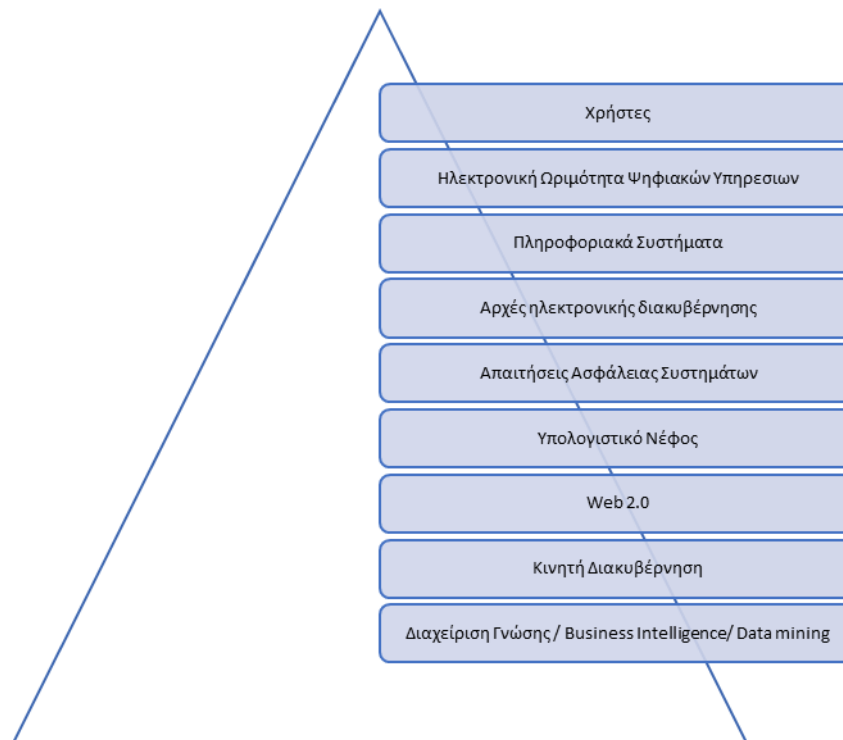 Χρήστες
Ηλεκτρονική Ωριμότητα Ψηφιακών Υπηρεσιων
Πληροφοριακά Συστήματα
Αρχές ηλεκτρονικής διακυβέρνησης
Απαιτήσεις Ασφάλειας Συστημάτων
Υπολογιστικό Νέφος
Web 2.0
Κινητή Διακυβέρνηση
Διαχείριση Γνώσης / Business Intelligence/ Data mining